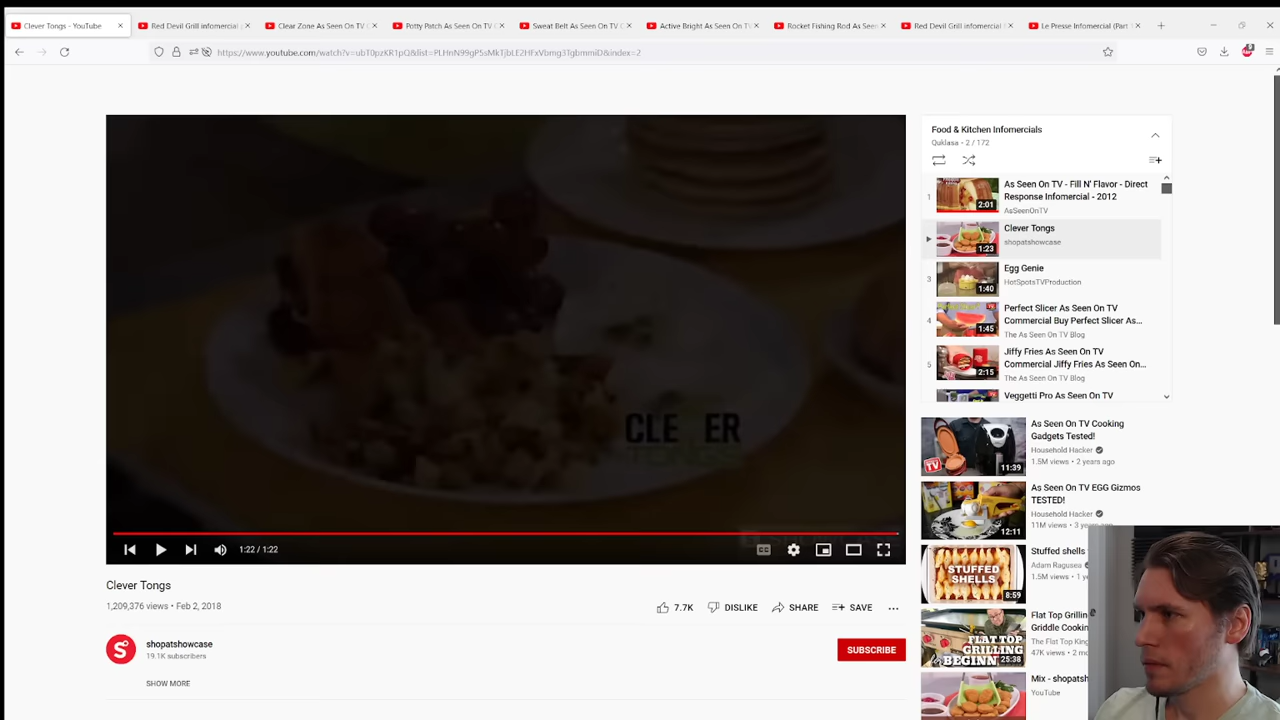 Clever Tongs - YouTube
Red Devil Grill infomercial
Clear Zone As Seen On TV
Potty Patch As Seen On TV
Sweat Belt As Seen On TV
Active Bright As Seen On TV
Rocket Fishing Rod As Seen
Red Devil Grill infomercial
Le Presse Infomercial (Part
Food & Kitchen Infomercials
Quklasa - 2 / 172
1
2:01
As Seen On TV - Fill N' Flavor - Direct
Response Infomercial - 2012
AsSeenOnTV
1:23
Clever Tongs
shopatshowcase
3
1:40
Egg Genie
HotSpotsTVProduction
4
1:45
Perfect Slicer As Seen On TV
Commercial Buy Perfect Slicer As...
The As Seen On TV Blog
5
2:15
Jiffy Fries As Seen On TV
Commercial Jiffy Fries As Seen On...
The As Seen On TV Blog
Veggetti Pro As Seen On TV
CLE ER
1:22 / 1:22
Clever Tongs
1,209,376 views • Feb 2, 2018
7.7K
DISLIKE
SHARE
SAVE
shopatshowcase
19.1K subscribers
SUBSCRIBE
SHOW MORE
TV
11:39
As Seen On TV Cooking
Gadgets Tested!
Household Hacker
1.5M views • 2 years ago
12:11
As Seen On TV EGG Gizmos
TESTED!
Household Hacker
11M views • 3 years ago
STUFFED
SHELLS
8:59
Stuffed shells
Adam Ragusea
1.5M views •
FLAT TOP
GRILLING
BEGINN
25:38
Flat Top Grilling
Griddle Cookin
The Flat Top King
47K views •
Mix - shopatsh
YouTube